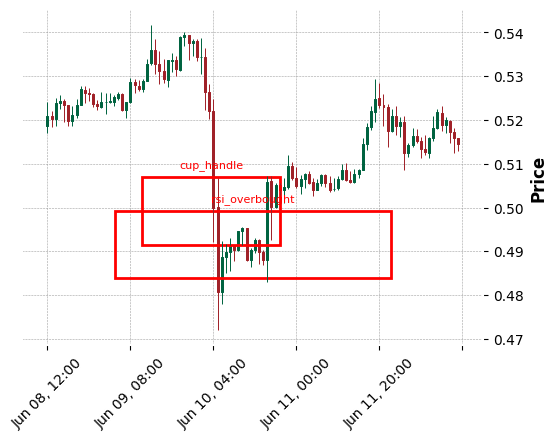 0.54
0.53
0.52
0.51
0.50
0.49
0.48
0.47
Price
cup_handle
rsi_overbought
Jun 08, 12:00
Jun 09, 08:00
Jun 10, 04:00
Jun 11, 00:00
Jun 11, 20:00